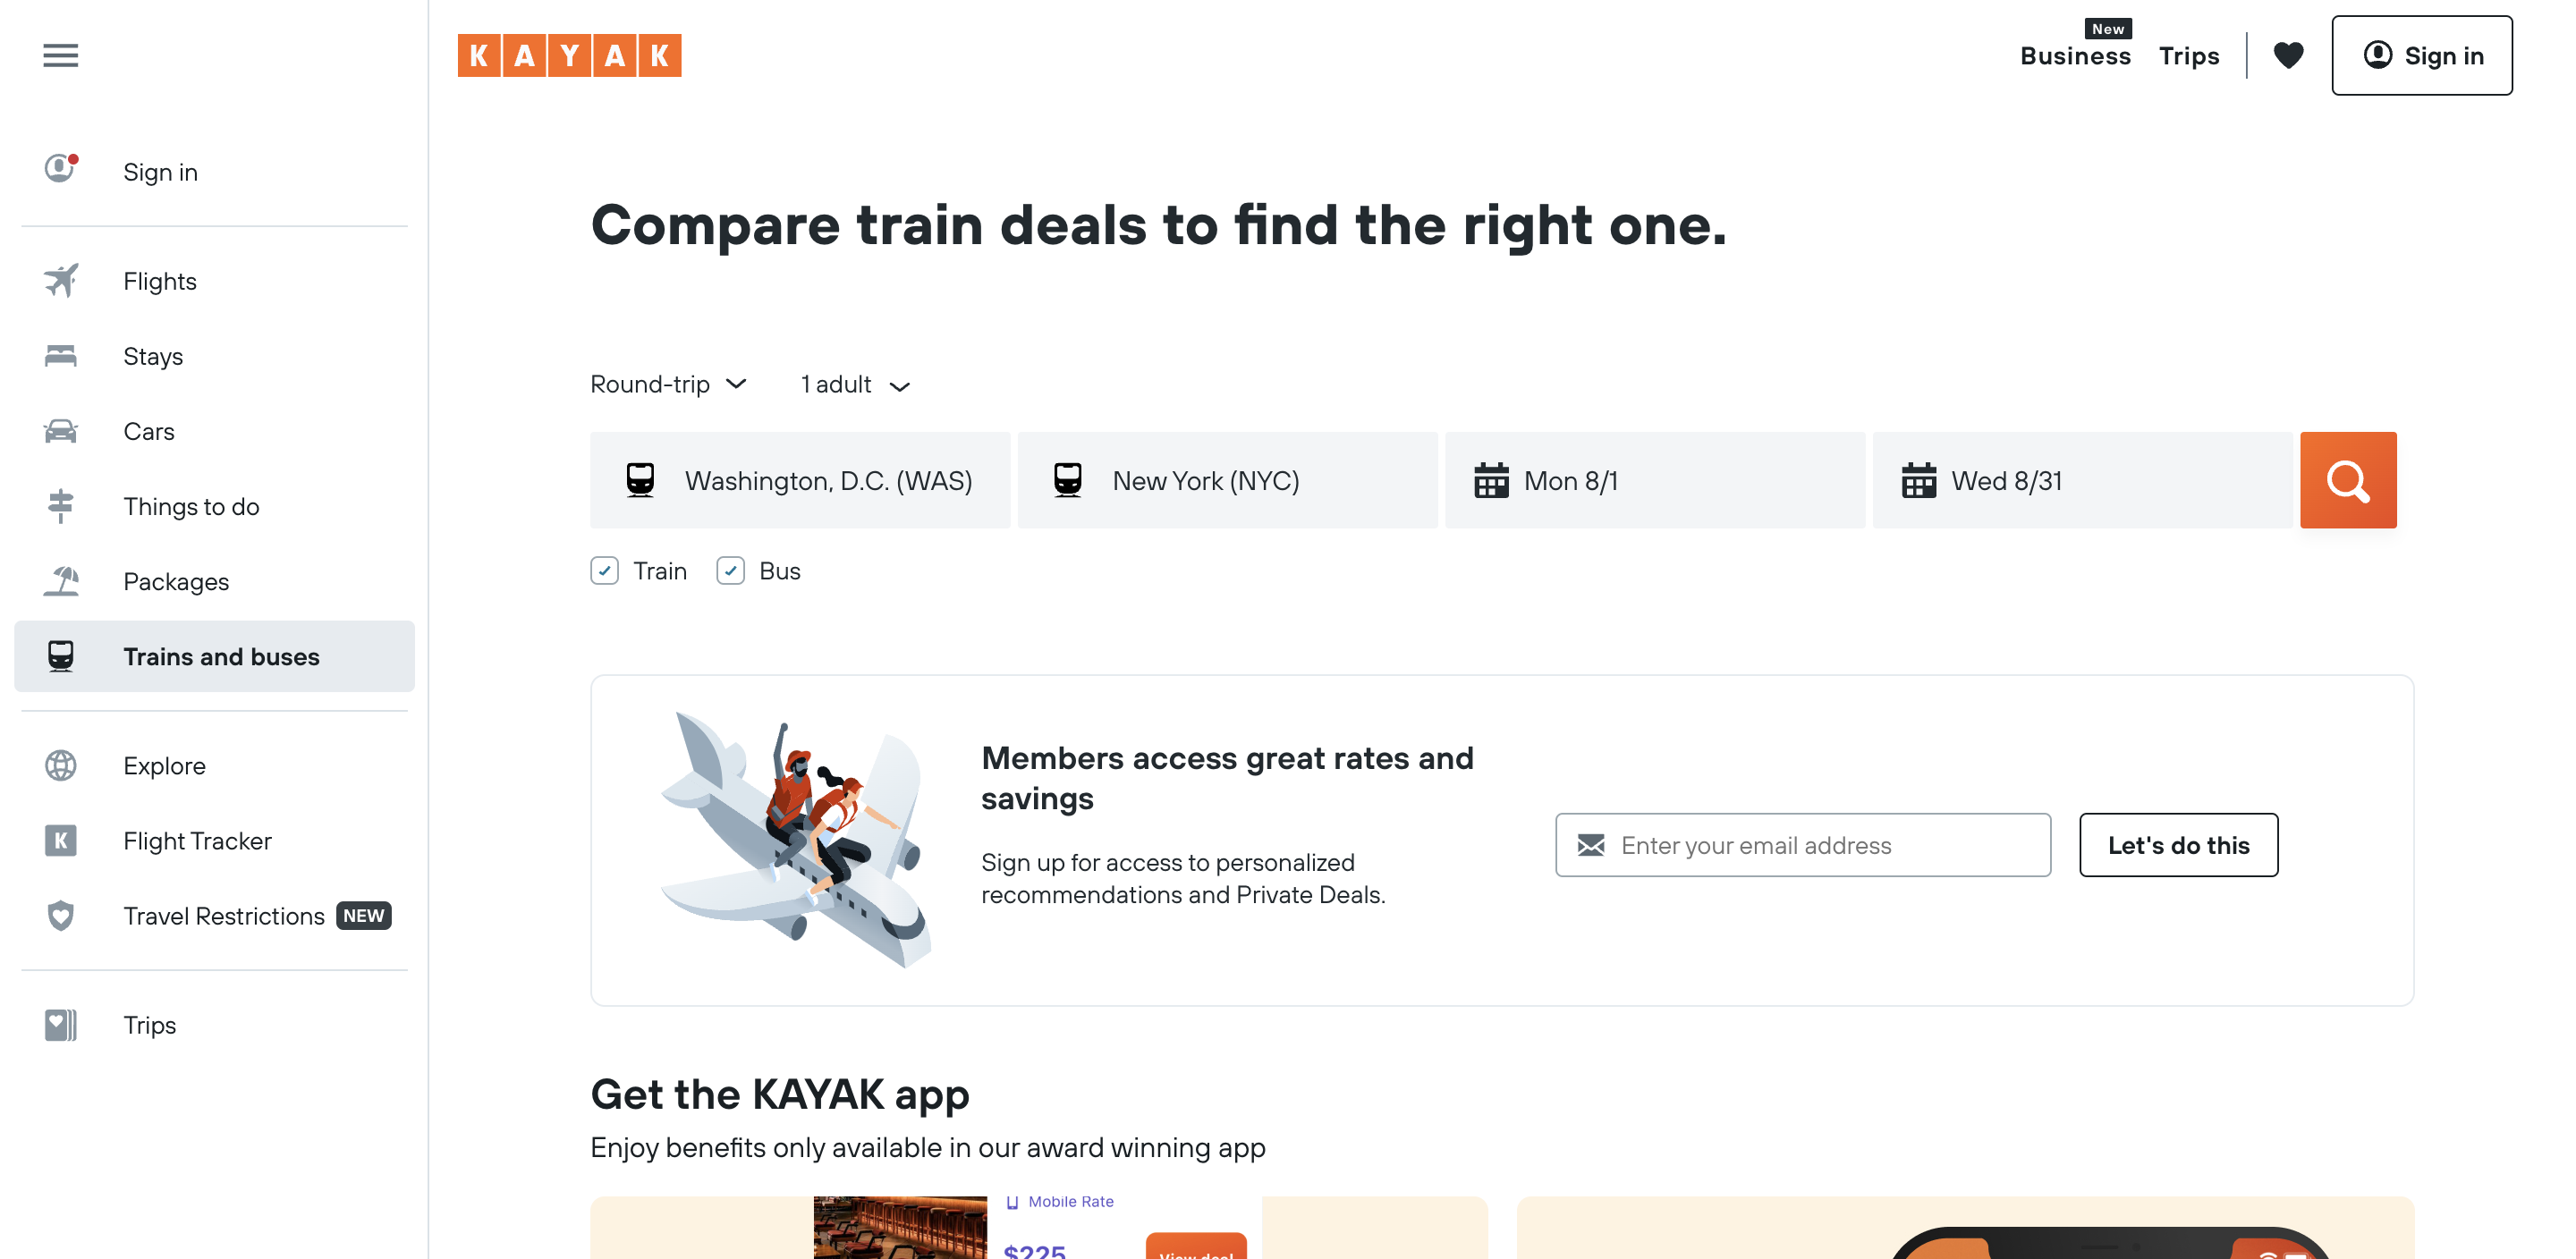 KAYAK
New
Business
Trips
Sign in
Sign in
Flights
Stays
Cars
Things to do
Packages
Trains and buses
Explore
K
Flight Tracker
Travel Restrictions NEW
Trips
Compare train deals to find the right one.
Round-trip
1 adult
Washington, D.C. (WAS)
New York (NYC)
Mon 8/1
Wed 8/31
Train
Bus
Members access great rates and
savings
Sign up for access to personalized
recommendations and Private Deals.
Enter your email address
Let's do this
Get the KAYAK app
Enjoy benefits only available in our award winning app
Mobile Rate
$225
View deal